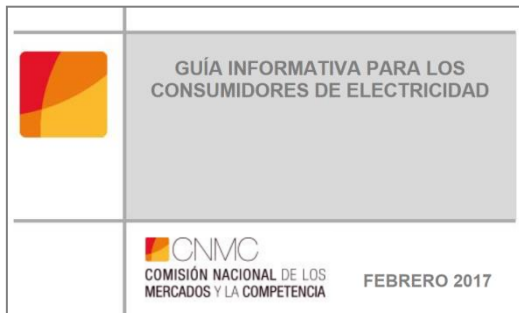 GUÍA INFORMATIVA PARA LOS
CONSUMIDORES DE ELECTRICIDAD
CNMC
COMISIÓN NACIONAL DE LOS
MERCADOS Y LA COMPETENCIA
FEBRERO 2017